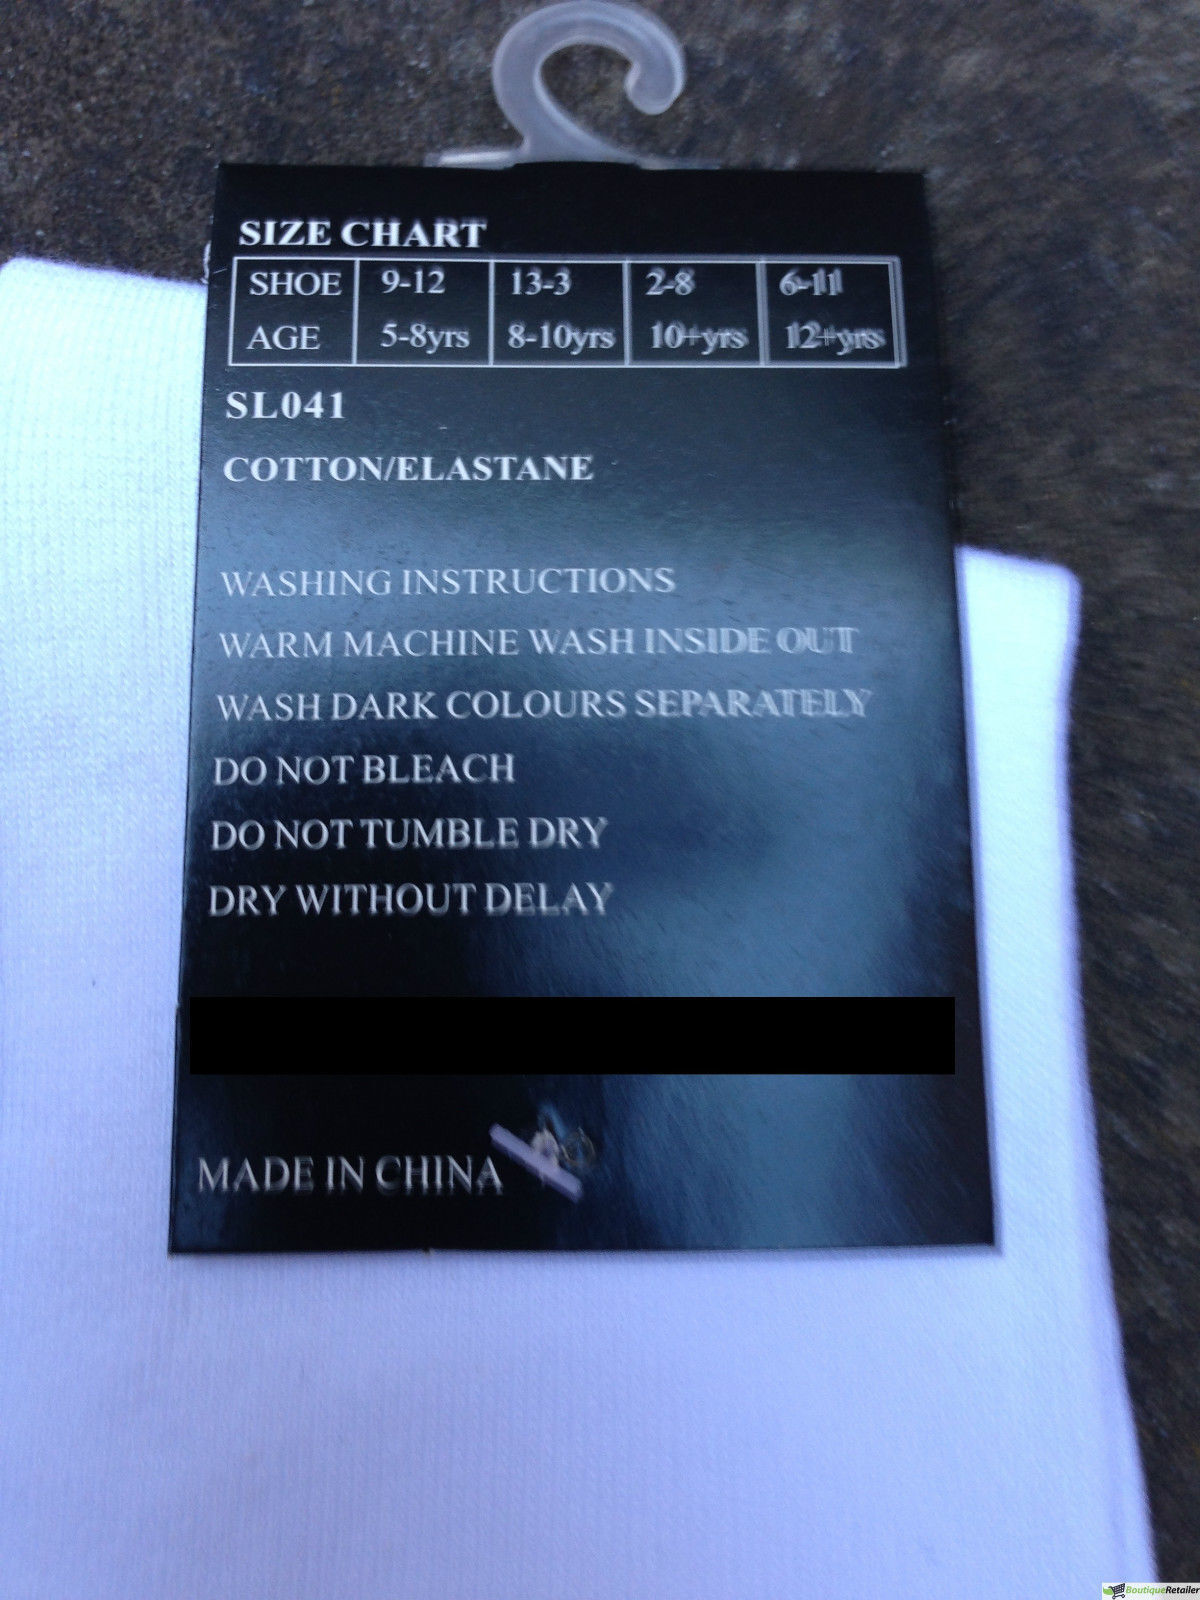 SIZE CHART
SHOE 9-12 13-3 2-8 6-11
AGE 5-8yrs 8-10yrs 10+yrs 12+yrs
SL041
COTTON/ELASTANE
WASHING INSTRUCTIONS
WARM MACHINE WASH INSIDE OUT
WASH DARK COLOURS SEPARATELY
DO NOT BLEACH
DO NOT TUMBLE DRY
DRY WITHOUT DELAY
MADE IN CHINA
BoutiqueRetailer